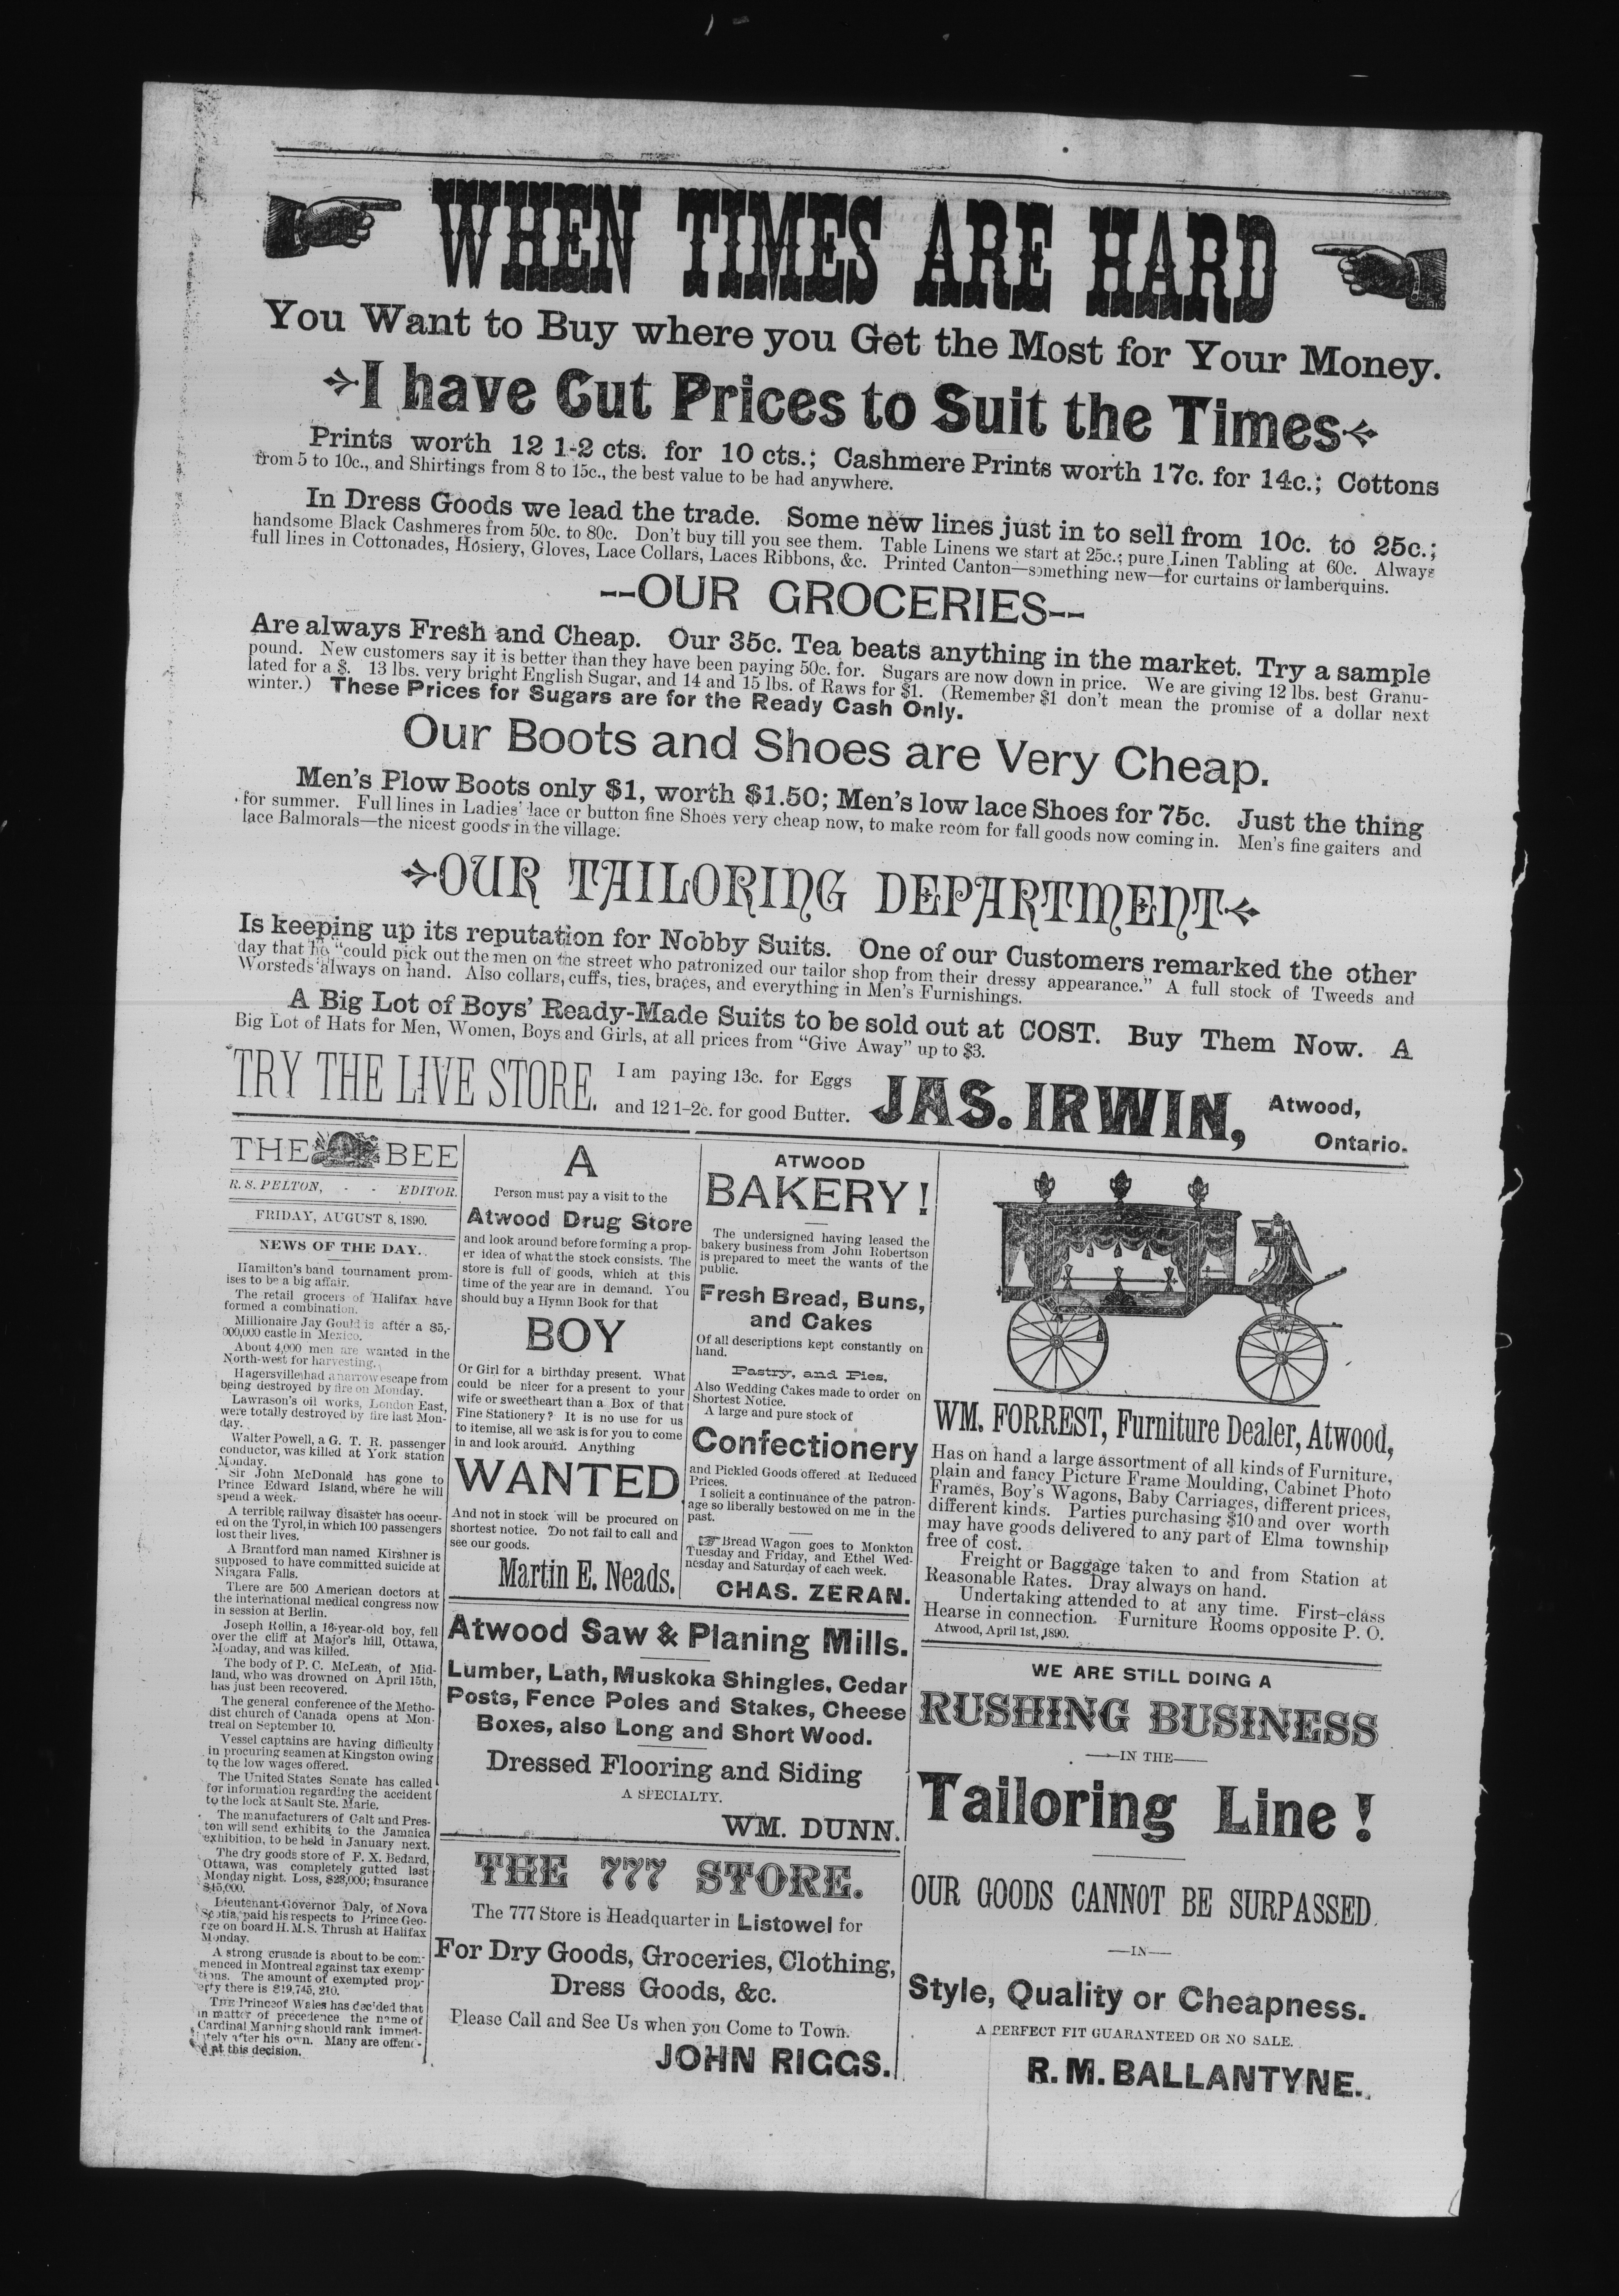 WHEN TIMES ARE HARD
You Want to Buy where you Get the Most for Your Money.
I have Cut Prices to Suit the Times
Prints worth 12 1-2 cts. for 10 cts.; Cashmere Prints worth 17c. for 14c.; Cottons
from 5 to 10c., and Shirtings from 8 to 15c., the best value to be had anywhere.
In Dress Goods we lead the trade. Some new lines just in to sell from 10c. to 25c.;
handsome Black Cashmeres from 50c. to 80c. Don't buy till you see them. Table Linens we start at 25c.; pure Linen Tabling at 60c. Always
full lines in Cottonades, Hosiery, Gloves, Lace Collars, Laces Ribbons, &c. Printed Canton—something new—for curtains or lamberquins.
--OUR GROCERIES--
Are always Fresh and Cheap. Our 35c. Tea beats anything in the market. Try a sample
pound. New customers say it is better than they have been paying 50c. for. Sugars are now down in price. We are giving 12 lbs. best Granu-
lated for a $. 13 lbs. very bright English Sugar, and 14 and 15 lbs. of Raws for $1. (Remember $1 don't mean the promise of a dollar next
winter.) These Prices for Sugars are for the Ready Cash Only.
Our Boots and Shoes are Very Cheap.
Men's Plow Boots only $1, worth $1.50; Men's low lace Shoes for 75c. Just the thing
for summer. Full lines in Ladies' lace or button fine Shoes very cheap now, to make room for fall goods now coming in. Men's fine gaiters and
lace Balmorals—the nicest goods in the village.
OUR TAILORING DEPARTMENT
Is keeping up its reputation for Nobby Suits. One of our Customers remarked the other
day that he "could pick out the men on the street who patronized our tailor shop from their dressy appearance." A full stock of Tweeds and
Worsteds always on hand. Also collars, cuffs, ties, braces, and everything in Men's Furnishings.
A Big Lot of Boys' Ready-Made Suits to be sold out at COST. Buy Them Now. A
Big Lot of Hats for Men, Women, Boys and Girls, at all prices from "Give Away" up to $3.
TRY THE LIVE STORE.
I am paying 13c. for Eggs
and 12 1-2c. for good Butter.
JAS. IRWIN,
Atwood,
Ontario.
THE BEE
R. S. PELTON, - - EDITOR.
FRIDAY, AUGUST 8, 1890.
NEWS OF THE DAY.
Hamilton's band tournament prom-
ises to be a big affair.
The retail grocers of Halifax have
formed a combination.
Millionaire Jay Gould is after a $5,-
000,000 castle in Mexico.
About 4,000 men are wanted in the
North-west for harvesting.
Hagersville had a narrow escape from
being destroyed by fire on Monday.
Lawrason's oil works, London East,
were totally destroyed by fire last Mon-
day.
Walter Powell, a G. T. R. passenger
conductor, was killed at York station
Monday.
Sir John McDonald has gone to
Prince Edward Island, where he will
spend a week.
A terrible railway disaster has occur-
ed on the Tyrol, in which 100 passengers
lost their lives.
A Brantford man named Kirshner is
supposed to have committed suicide at
Niagara Falls.
There are 500 American doctors at
the international medical congress now
in session at Berlin.
Joseph Rollin, a 16-year-old boy, fell
over the cliff at Major's hill, Ottawa,
Monday, and was killed.
The body of P. C. McLean, of Mid-
land, who was drowned on April 15th,
has just been recovered.
The general conference of the Metho-
dist church of Canada opens at Mon-
treal on September 10.
Vessel captains are having difficulty
in procuring seamen at Kingston owing
to the low wages offered.
The United States Senate has called
for information regarding the accident
to the lock at Sault Ste. Marie.
The manufacturers of Galt and Pres-
ton will send exhibits to the Jamaica
exhibition, to be held in January next.
The dry goods store of F. X. Bedard,
Ottawa, was completely gutted last
Monday night. Loss, $28,000; insurance
$15,000.
Lieutenant-Governor Daly, of Nova
Scotia, paid his respects to Prince Geo-
rge on board H. M. S. Thrush at Halifax
Monday.
A strong crusade is about to be com-
menced in Montreal against tax exemp-
tions. The amount of exempted prop-
erty there is $19,745,210.
THE Prince of Wales has decided that
in matter of precedence the name of
Cardinal Manning should rank immed-
iately after his own. Many are offend-
ed at this decision.
A
Person must pay a visit to the
Atwood Drug Store
and look around before forming a prop-
er idea of what the stock consists. The
store is full of goods, which at this
time of the year are in demand. You
should buy a Hymn Book for that
BOY
Or Girl for a birthday present. What
could be nicer for a present to your
wife or sweetheart than a Box of that
Fine Stationery? It is no use for us
to itemise, all we ask is for you to come
in and look around. Anything
WANTED
And not in stock will be procured on
shortest notice. Do not fail to call and
see our goods.
Martin E. Neads.
ATWOOD
BAKERY!
The undersigned having leased the
bakery business from John Robertson
is prepared to meet the wants of the
public.
Fresh Bread, Buns,
and Cakes
Of all descriptions kept constantly on
hand.
Pastry, and Pies,
Also Wedding Cakes made to order on
Shortest Notice.
A large and pure stock of
Confectionery
and Pickled Goods offered at Reduced
Prices.
I solicit a continuance of the patron-
age so liberally bestowed on me in the
past.
Bread Wagon goes to Monkton
Tuesday and Friday, and Ethel Wed-
nesday and Saturday of each week.
CHAS. ZERAN.
Atwood Saw & Planing Mills.
Lumber, Lath, Muskoka Shingles, Cedar
Posts, Fence Poles and Stakes, Cheese
Boxes, also Long and Short Wood.
Dressed Flooring and Siding
A SPECIALTY.
WM. DUNN.
THE 777 STORE.
The 777 Store is Headquarter in Listowel for
For Dry Goods, Groceries, Clothing,
Dress Goods, &c.
Please Call and See Us when you Come to Town.
JOHN RIGGS.
WM. FORREST, Furniture Dealer, Atwood,
Has on hand a large assortment of all kinds of Furniture,
plain and fancy Picture Frame Moulding, Cabinet Photo
Frames, Boy's Wagons, Baby Carriages, different prices,
different kinds. Parties purchasing $10 and over worth
may have goods delivered to any part of Elma township
free of cost.
Freight or Baggage taken to and from Station at
Reasonable Rates. Dray always on hand.
Undertaking attended to at any time. First-class
Hearse in connection. Furniture Rooms opposite P. O.
Atwood, April 1st, 1890.
WE ARE STILL DOING A
RUSHING BUSINESS
—IN THE—
Tailoring Line!
OUR GOODS CANNOT BE SURPASSED
—IN—
Style, Quality or Cheapness.
A PERFECT FIT GUARANTEED OR NO SALE.
R. M. BALLANTYNE.